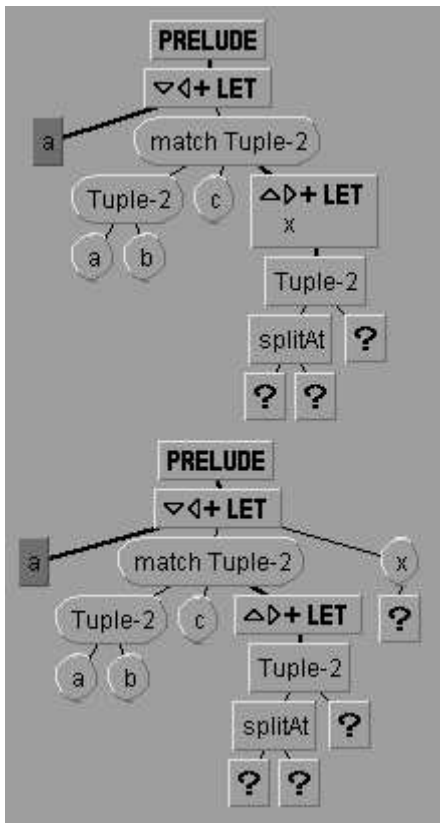 PRELUDE
▽◁+ LET
a
match Tuple-2
Tuple-2
c
△▷+ LET
x
a
b
Tuple-2
splitAt
?
?
?
PRELUDE
▽◁+ LET
a
match Tuple-2
x
Tuple-2
c
△▷+ LET
?
a
b
Tuple-2
splitAt
?
?
?